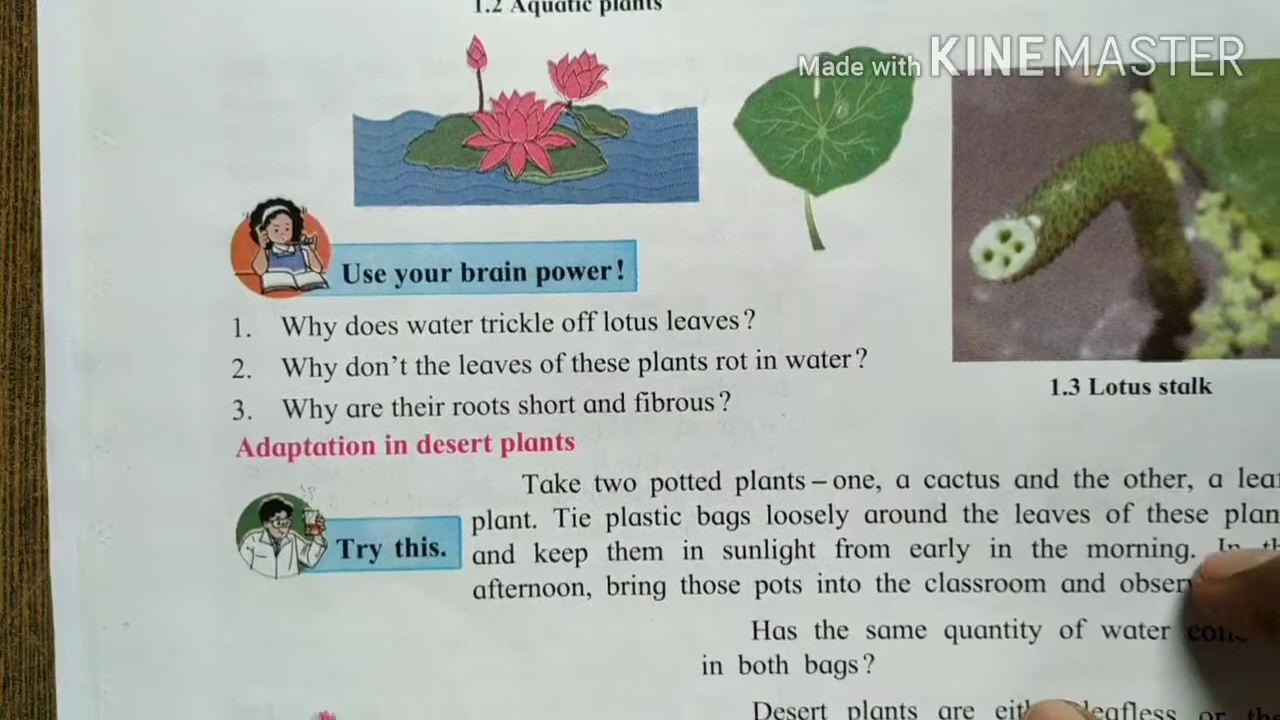 1.2 Aquatic plants
Made with KINEMASTER
Use your brain power!
1. Why does water trickle off lotus leaves?
2. Why don't the leaves of these plants rot in water?
3. Why are their roots short and fibrous?
1.3 Lotus stalk
Adaptation in desert plants
Try this.
Take two potted plants – one, a cactus and the other, a
plant. Tie plastic bags loosely around the leaves of these
and keep them in sunlight from early in the morning. In
afternoon, bring those pots into the classroom and
Has the same quantity of water
in both bags?
Desert plants are